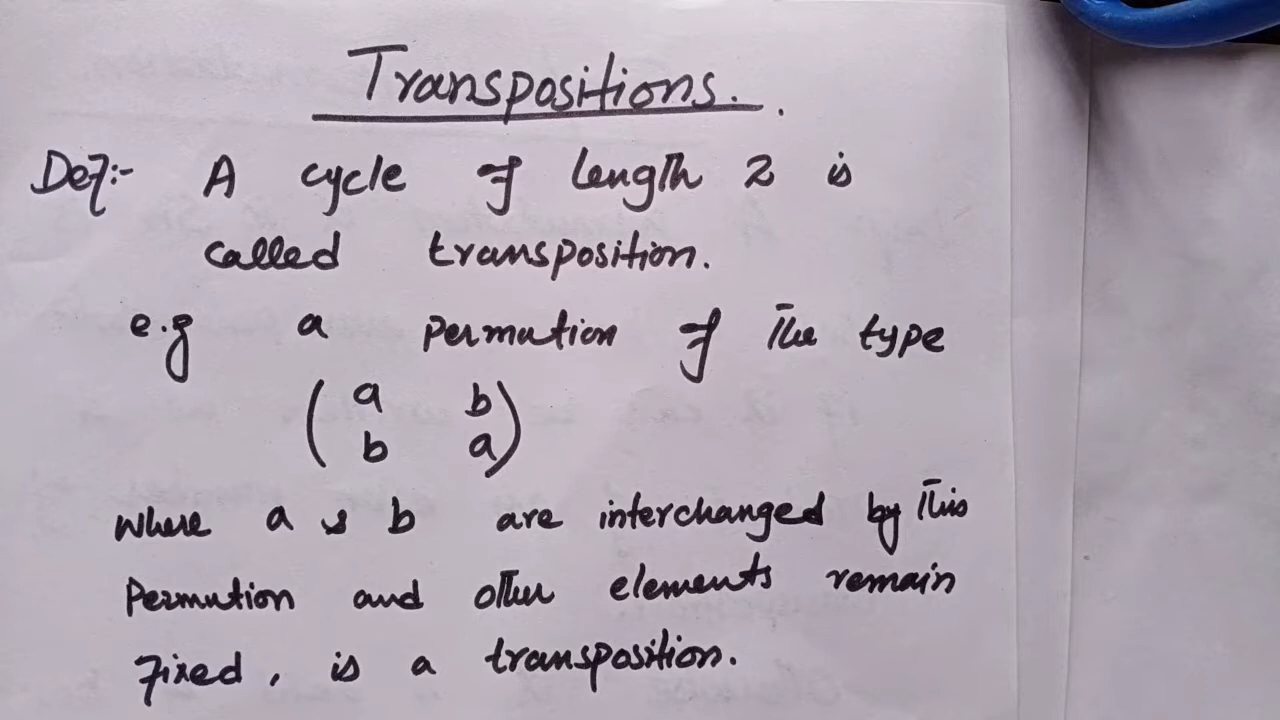 Transpositions.
Def:- A cycle of length 2 is
called transposition.
e.g a permution of the type
( a b )
( b a )
where a & b are interchanged by this
Permution and other elements remain
fixed, is a transposition.